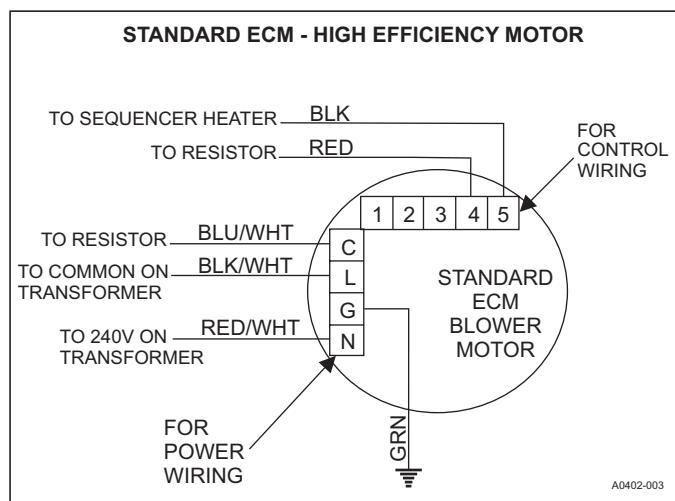 STANDARD ECM - HIGH EFFICIENCY MOTOR
TO SEQUENCER HEATER BLK
TO RESISTOR RED
FOR
CONTROL
WIRING
1 2 3 4 5
TO RESISTOR BLU/WHT C
TO COMMON ON BLK/WHT L
TRANSFORMER
G
TO 240V ON RED/WHT N
TRANSFORMER
STANDARD
ECM
BLOWER
MOTOR
FOR
POWER
WIRING
GRN
A0402-003